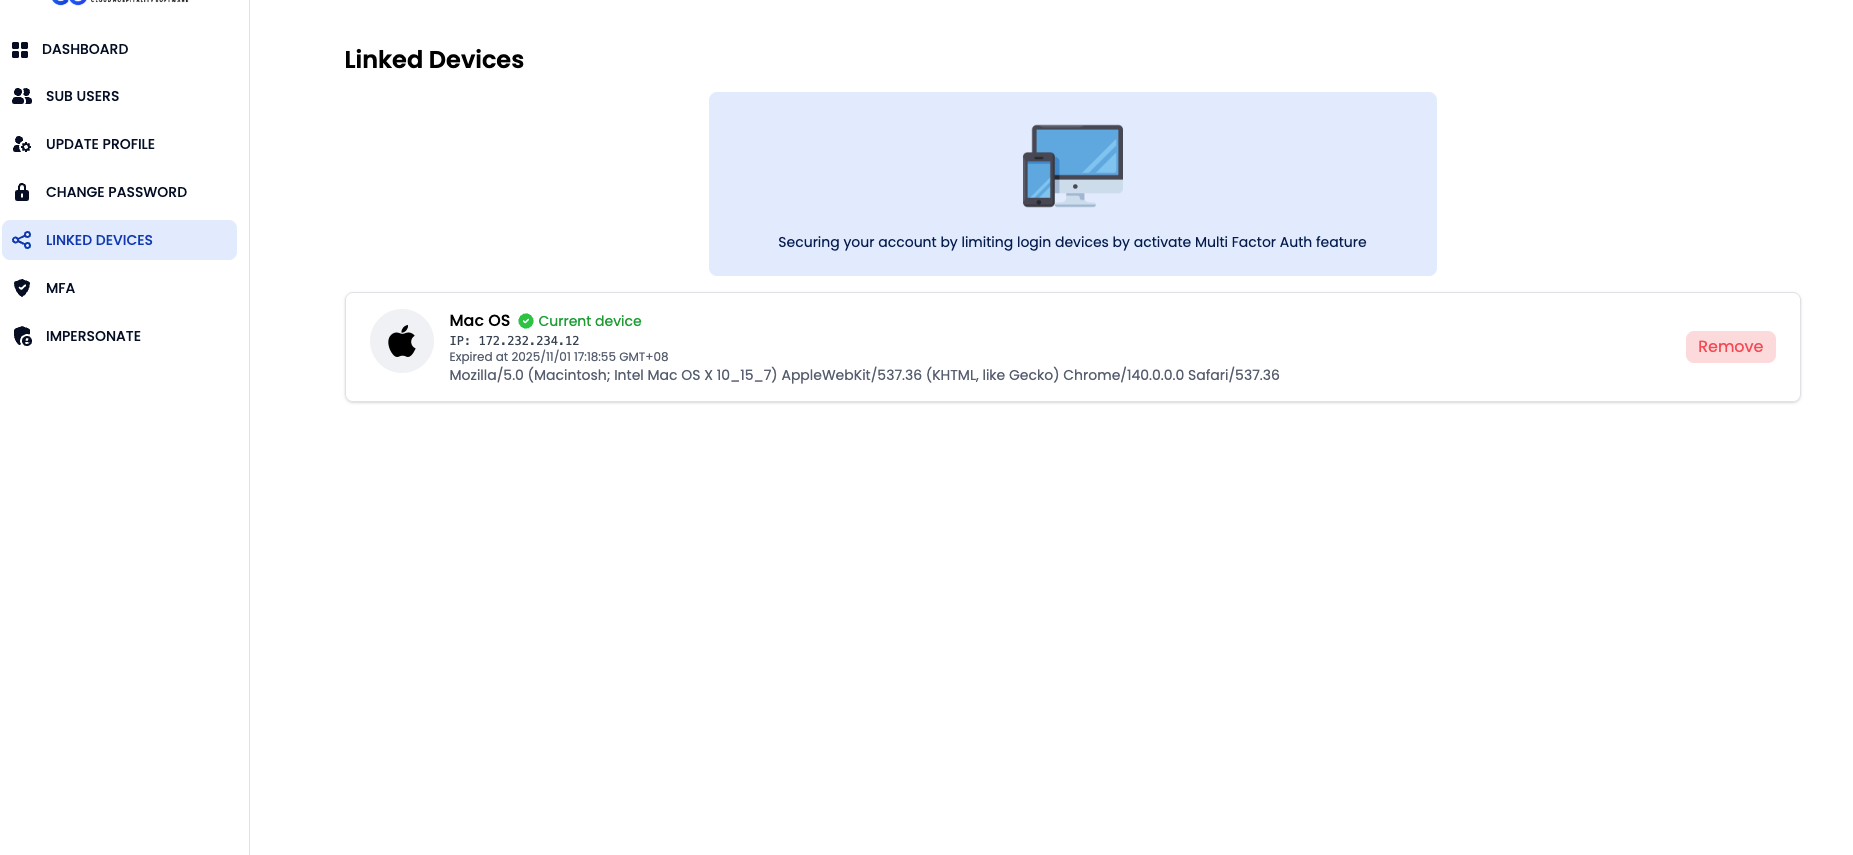 CLOUD HOSPITALITY SOFTWARE
DASHBOARD
SUB USERS
UPDATE PROFILE
CHANGE PASSWORD
LINKED DEVICES
MFA
IMPERSONATE
Linked Devices
Securing your account by limiting login devices by activate Multi Factor Auth feature
Mac OS Current device
IP: 172.232.234.12
Expired at 2025/11/01 17:18:55 GMT+08
Mozilla/5.0 (Macintosh; Intel Mac OS X 10_15_7) AppleWebKit/537.36 (KHTML, like Gecko) Chrome/140.0.0.0 Safari/537.36
Remove